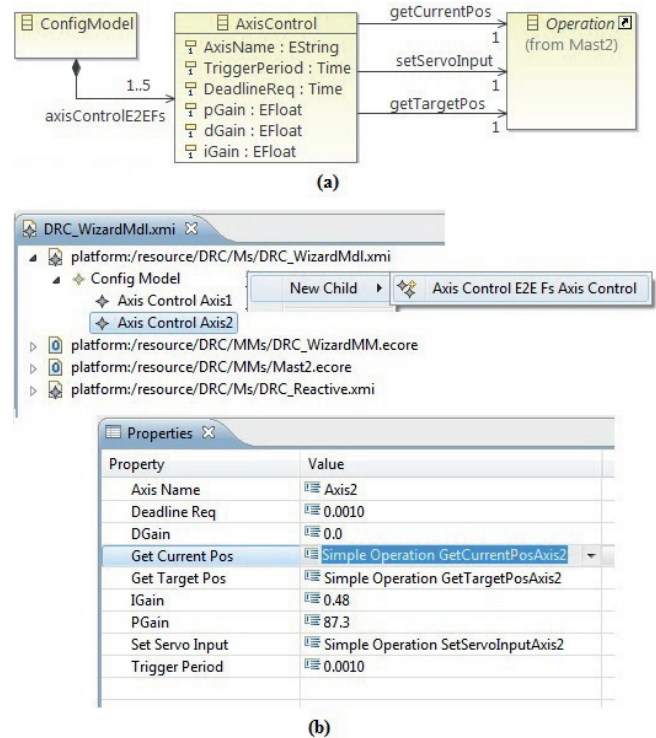 ConfigModel
1..5
axisControlE2EFs
AxisControl
AxisName : EString
TriggerPeriod : Time
DeadlineReq : Time
pGain : EFloat
dGain : EFloat
iGain : EFloat
getCurrentPos
1
setServoInput
1
getTargetPos
1
Operation
(from Mast2)
(a)
DRC_WizardMdl.xmi
platform:/resource/DRC/Ms/DRC_WizardMdl.xmi
Config Model
New Child
Axis Control E2E Fs Axis Control
Axis Control Axis1
Axis Control Axis2
platform:/resource/DRC/MMs/DRC_WizardMM.ecore
platform:/resource/DRC/MMs/Mast2.ecore
platform:/resource/DRC/Ms/DRC_Reactive.xmi
Properties
Property Value
Axis Name Axis2
Deadline Req 0.0010
DGain 0.0
Get Current Pos Simple Operation GetCurrentPosAxis2
Get Target Pos Simple Operation GetTargetPosAxis2
IGain 0.48
PGain 87.3
Set Servo Input Simple Operation SetServoInputAxis2
Trigger Period 0.0010
(b)